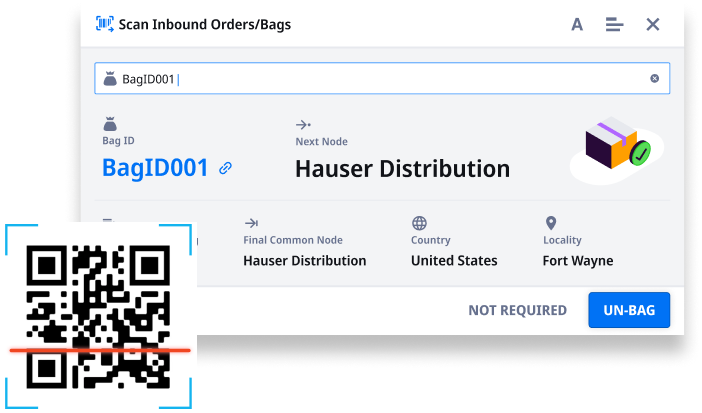 Scan Inbound Orders/Bags
A
BagID001
Bag ID
BagID001
Next Node
Hauser Distribution
Final Common Node
Hauser Distribution
Country
United States
Locality
Fort Wayne
NOT REQUIRED
UN-BAG